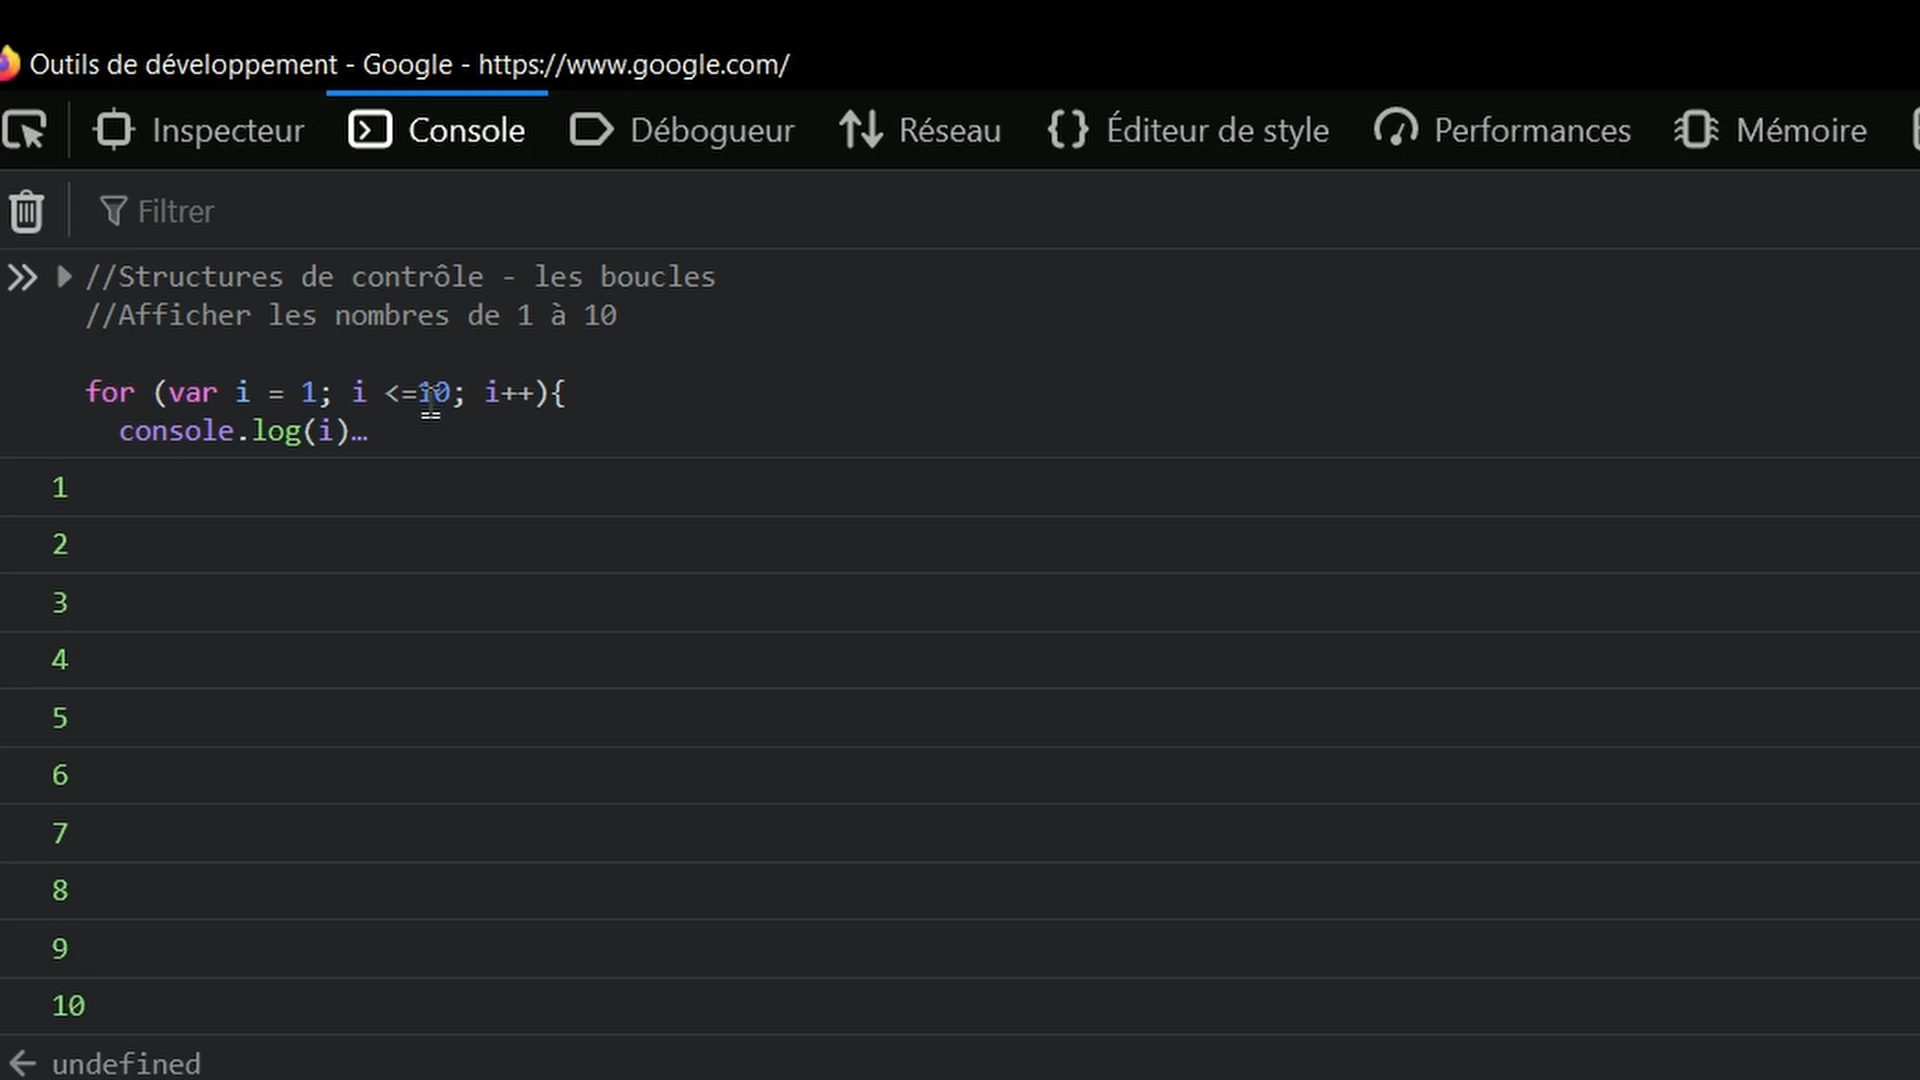 Outils de développement - Google - https://www.google.com/
Inspecteur Console Débogueur Réseau Éditeur de style Performances Mémoire
Filtrer
//Structures de contrôle - les boucles
//Afficher les nombres de 1 à 10
for (var i = 1; i <=10; i++){
console.log(i)…
1
2
3
4
5
6
7
8
9
10
undefined